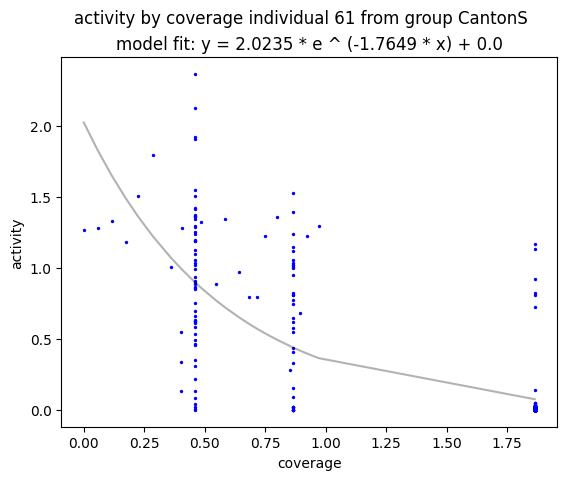 activity by coverage individual 61 from group CantonS
model fit: y = 2.0235 * e ^ (-1.7649 * x) + 0.0
activity
2.0
1.5
1.0
0.5
0.0
0.00 0.25 0.50 0.75 1.00 1.25 1.50 1.75
coverage